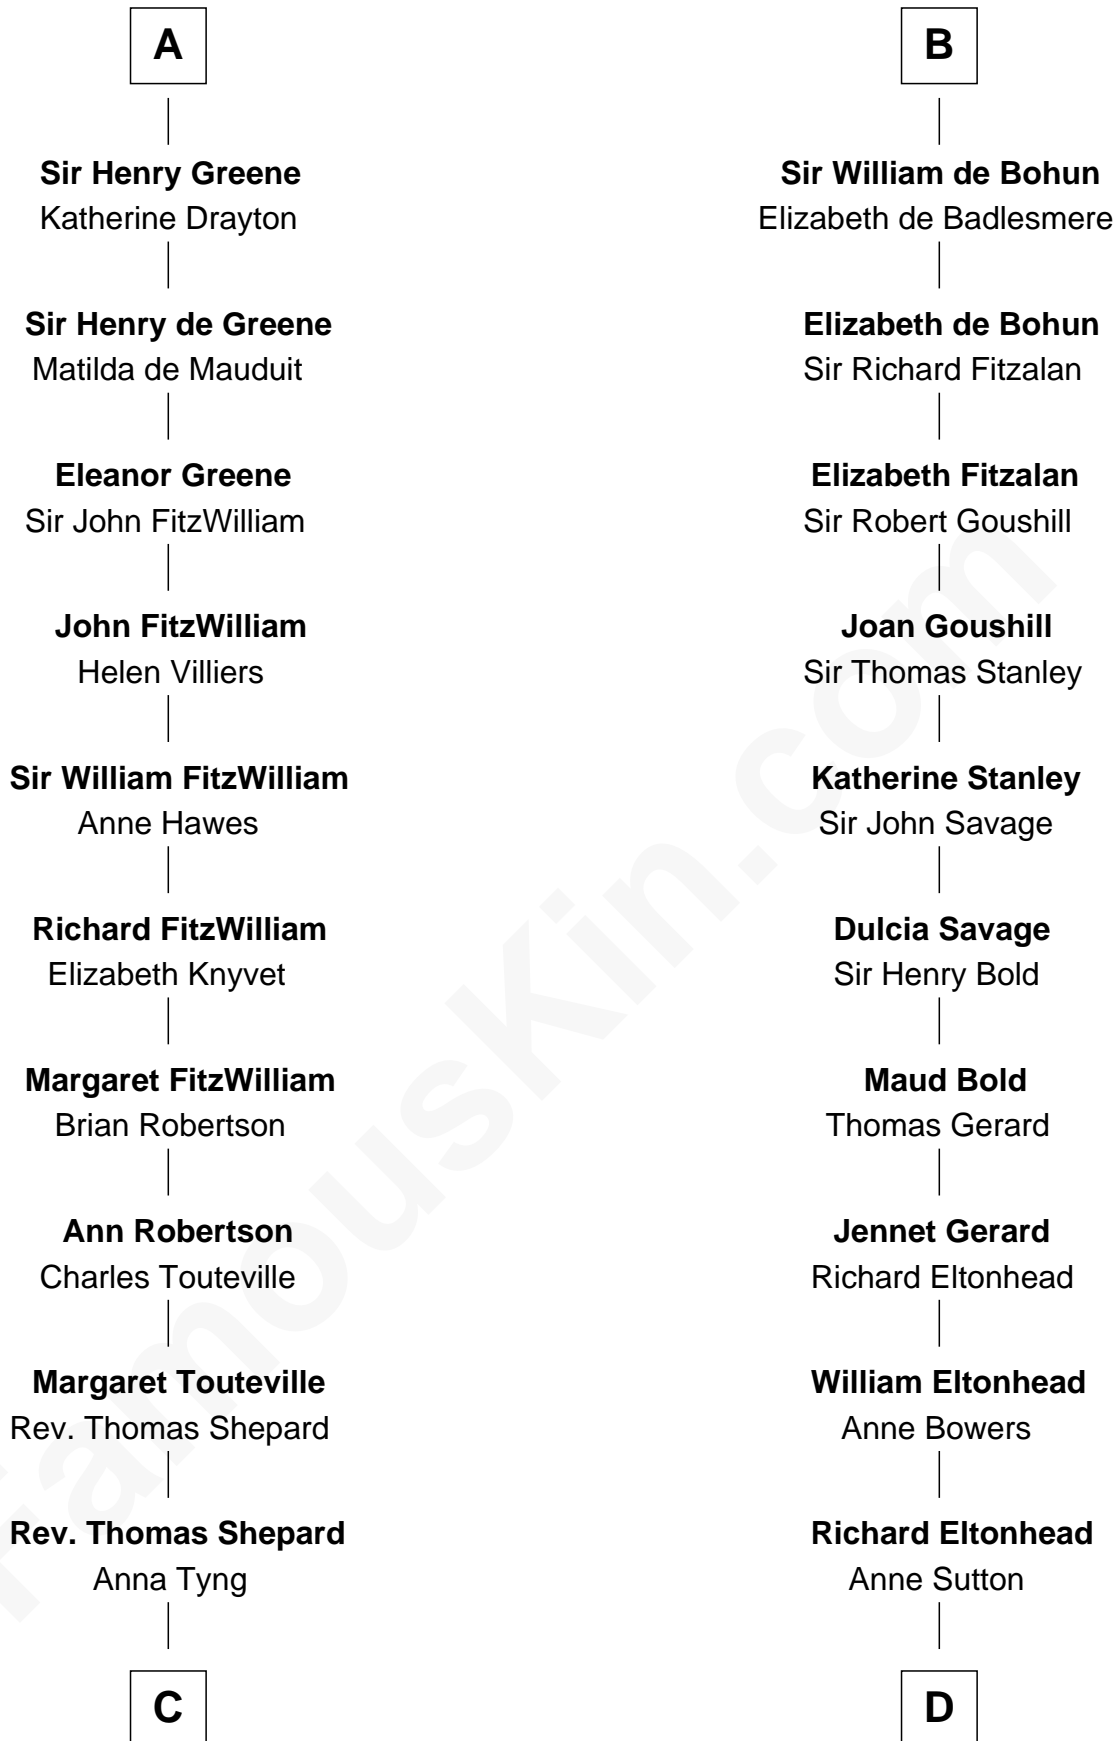 A
Sir Henry Greene
Katherine Drayton
Sir Henry de Greene
Matilda de Mauduit
Eleanor Greene
Sir John FitzWilliam
John FitzWilliam
Helen Villiers
Sir William FitzWilliam
Anne Hawes
Richard FitzWilliam
Elizabeth Knyvet
Margaret FitzWilliam
Brian Robertson
Ann Robertson
Charles Touteville
Margaret Touteville
Rev. Thomas Shepard
Rev. Thomas Shepard
Anna Tyng
C
B
Sir William de Bohun
Elizabeth de Badlesmere
Elizabeth de Bohun
Sir Richard Fitzalan
Elizabeth Fitzalan
Sir Robert Goushill
Joan Goushill
Sir Thomas Stanley
Katherine Stanley
Sir John Savage
Dulcia Savage
Sir Henry Bold
Maud Bold
Thomas Gerard
Jennet Gerard
Richard Eltonhead
William Eltonhead
Anne Bowers
Richard Eltonhead
Anne Sutton
D
FamousKin.com